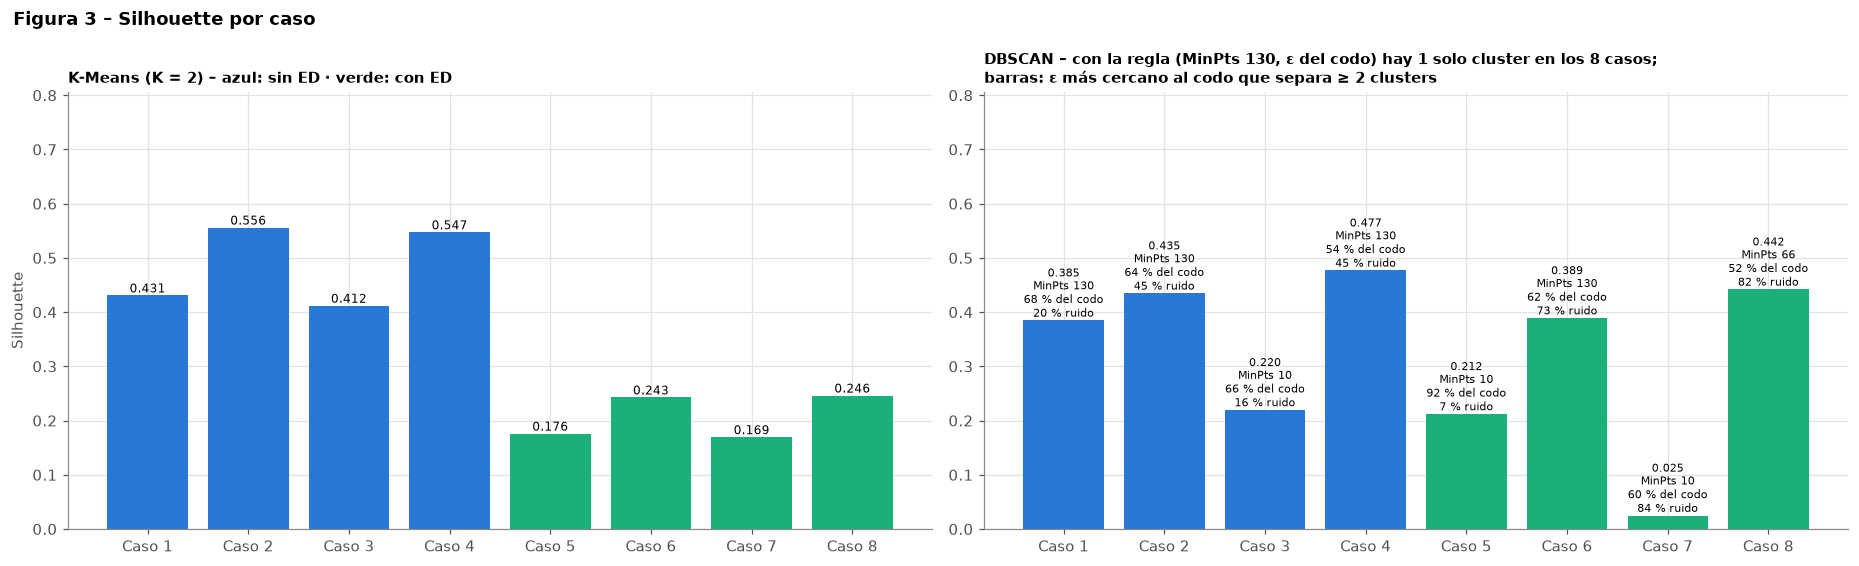 Figura 3 – Silhouette por caso
K-Means (K = 2) – azul: sin ED · verde: con ED
0.8
0.7
0.6
0.5
0.4
0.3
0.2
0.1
0.0
Silhouette
0.431
0.556
0.412
0.547
0.176
0.243
0.169
0.246
Caso 1
Caso 2
Caso 3
Caso 4
Caso 5
Caso 6
Caso 7
Caso 8
DBSCAN – con la regla (MinPts 130, ε del codo) hay 1 solo cluster en los 8 casos;
barras: ε más cercano al codo que separa ≥ 2 clusters
0.8
0.7
0.6
0.5
0.4
0.3
0.2
0.1
0.0
0.385
MinPts 130
68 % del codo
20 % ruido
0.435
MinPts 130
64 % del codo
45 % ruido
0.220
MinPts 10
66 % del codo
16 % ruido
0.477
MinPts 130
54 % del codo
45 % ruido
0.212
MinPts 10
92 % del codo
7 % ruido
0.389
MinPts 130
62 % del codo
73 % ruido
0.025
MinPts 10
60 % del codo
84 % ruido
0.442
MinPts 66
52 % del codo
82 % ruido
Caso 1
Caso 2
Caso 3
Caso 4
Caso 5
Caso 6
Caso 7
Caso 8